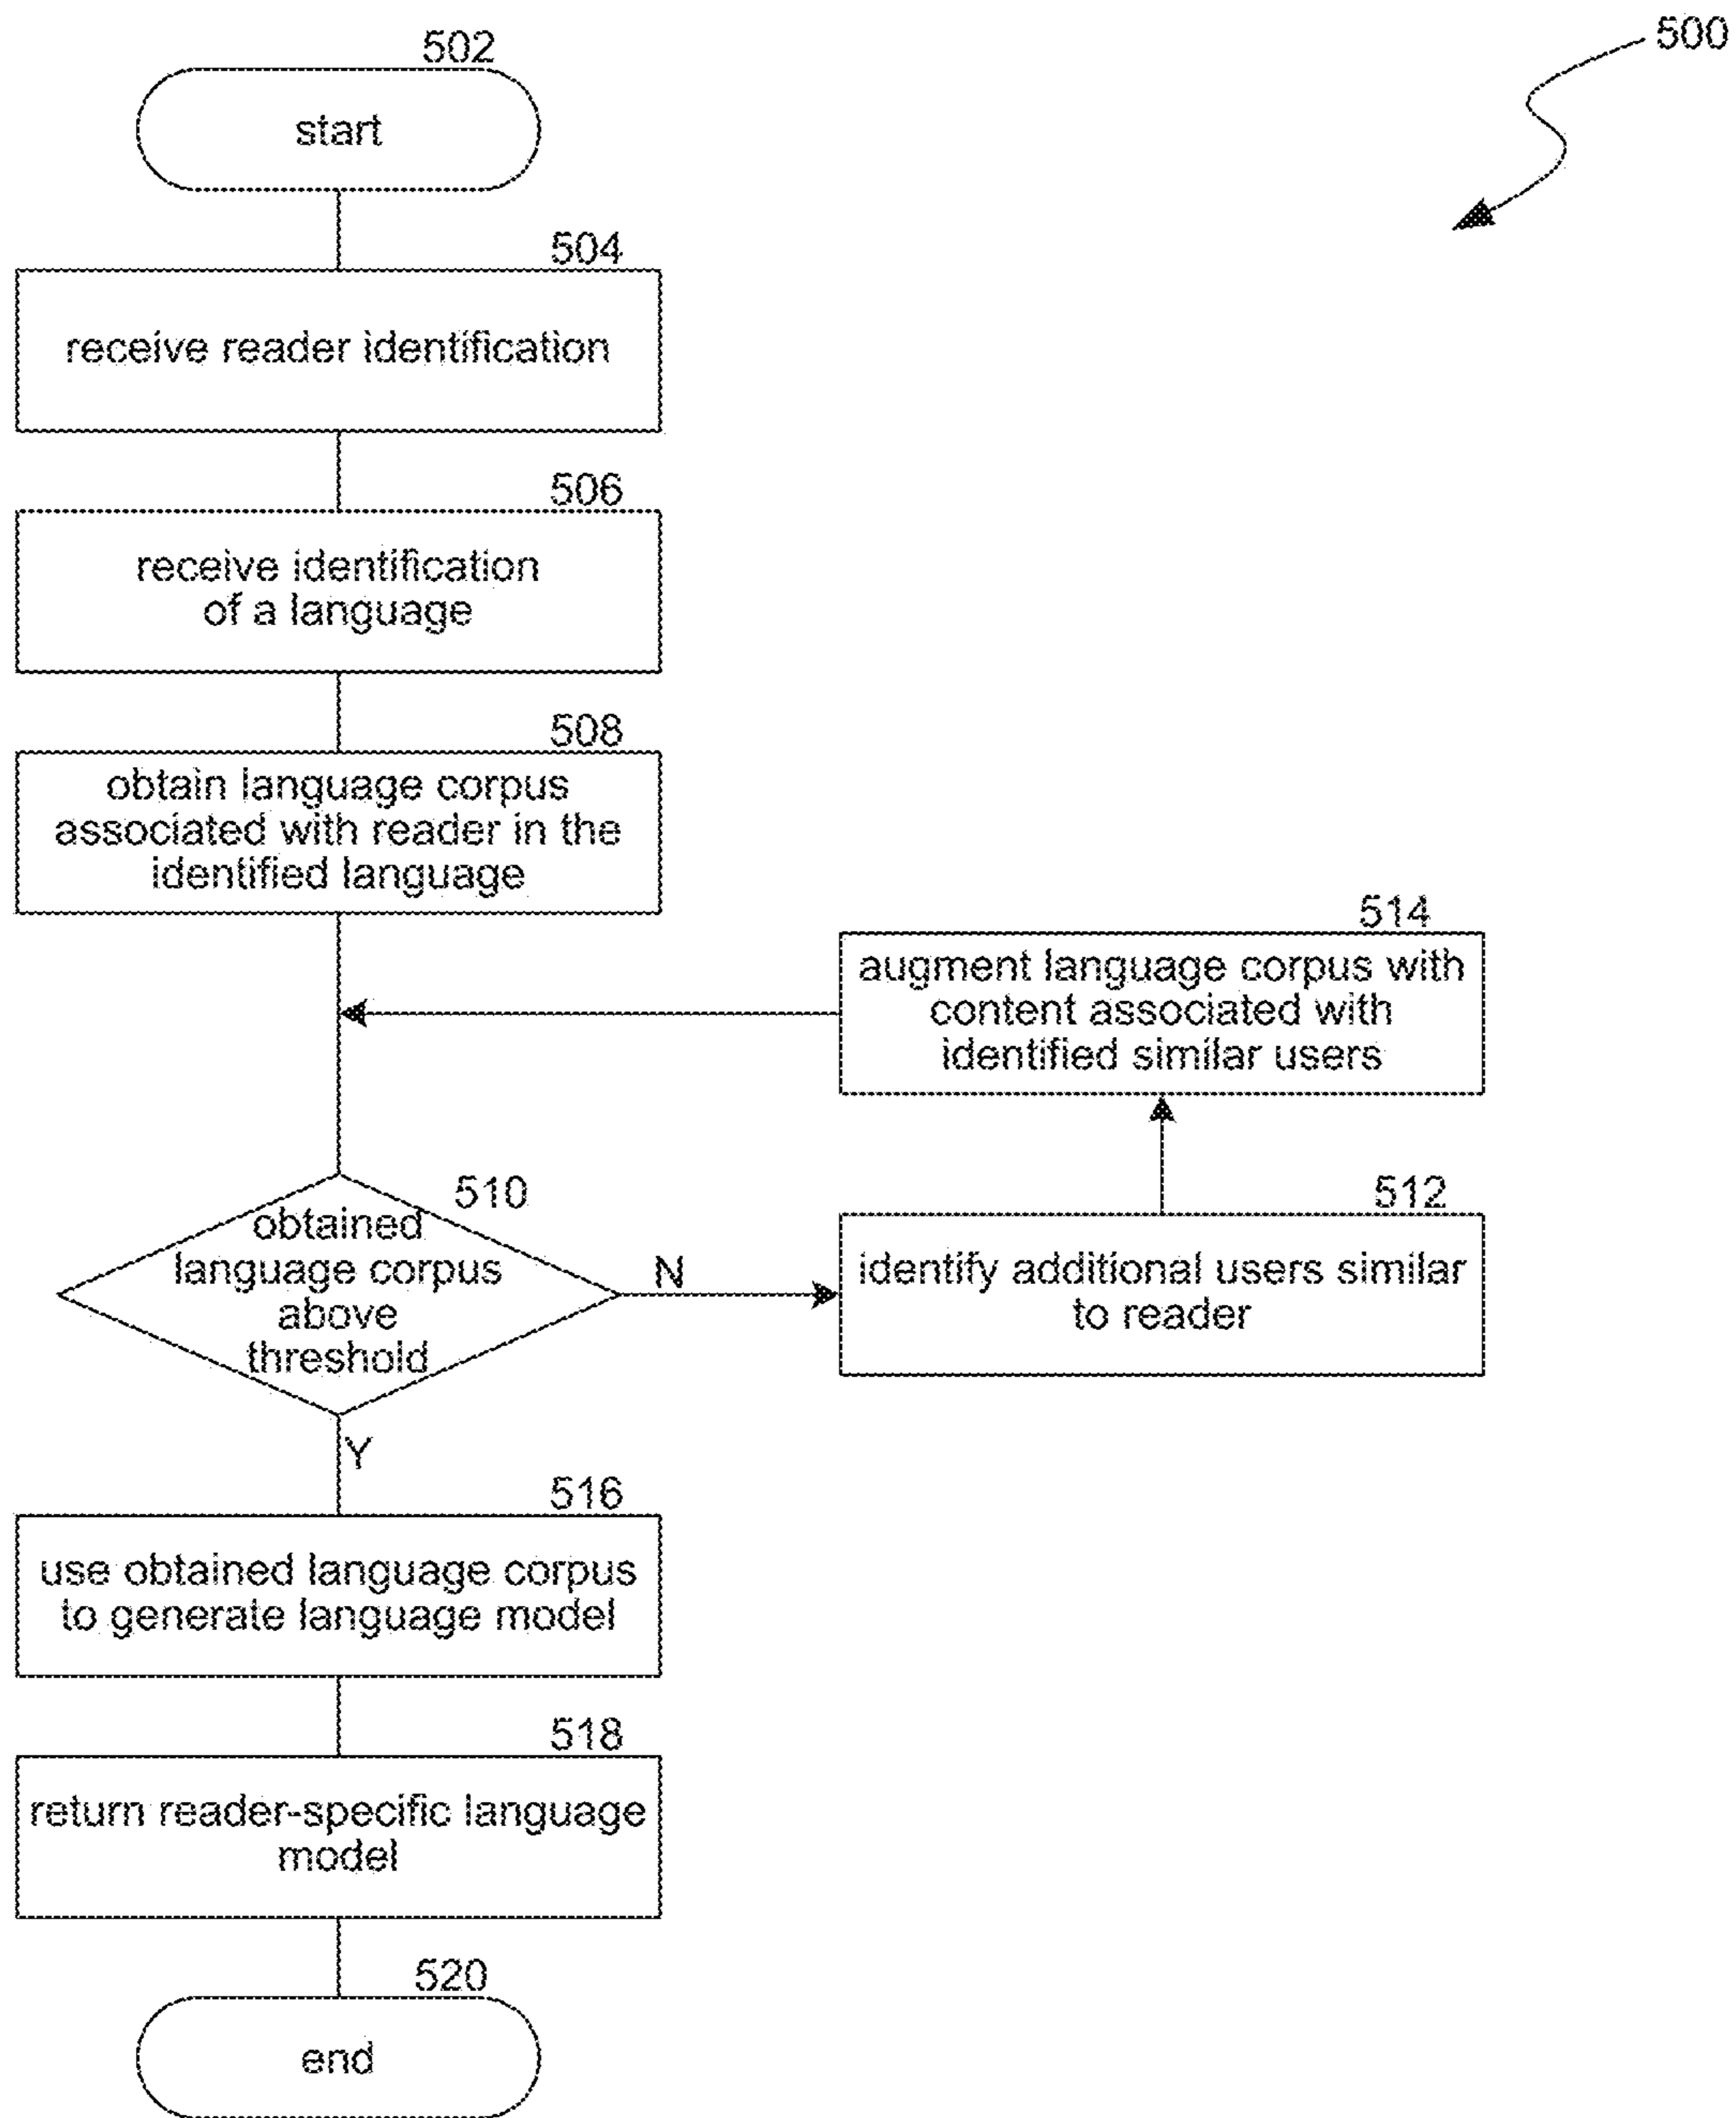 500
502
start
504
receive reader identification
506
receive identification
of a language
508
obtain language corpus
associated with reader in the
identified language
514
augment language corpus with
content associated with
identified similar users
510
obtained
language corpus
above
threshold
N
512
identify additional users similar
to reader
Y
516
use obtained language corpus
to generate language model
518
return reader-specific language
model
520
end